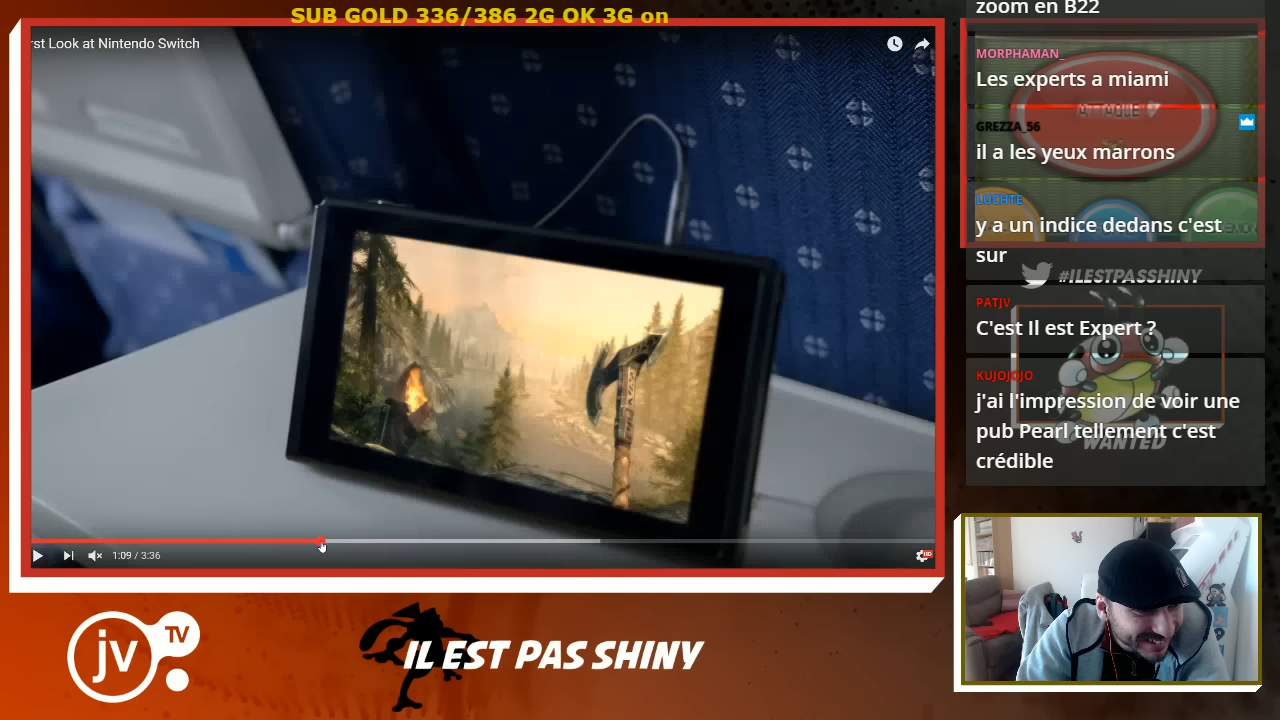 SUB GOLD 336/386 2G OK 3G on
rst Look at Nintendo Switch
1:09 / 3:36
HD
jv
TV
IL EST PAS SHINY
zoom en B22
MORPHAMAN_
Les experts a miami
ATTAQUE !
GREZZA_56
il a les yeux marrons
LUCHTE
y a un indice dedans c'est
sur
#ILESTPASSHINY
PATJV
C'est Il est Expert ?
KUJOJOJO
j'ai l'impression de voir une
pub Pearl tellement c'est
crédible
WANTED